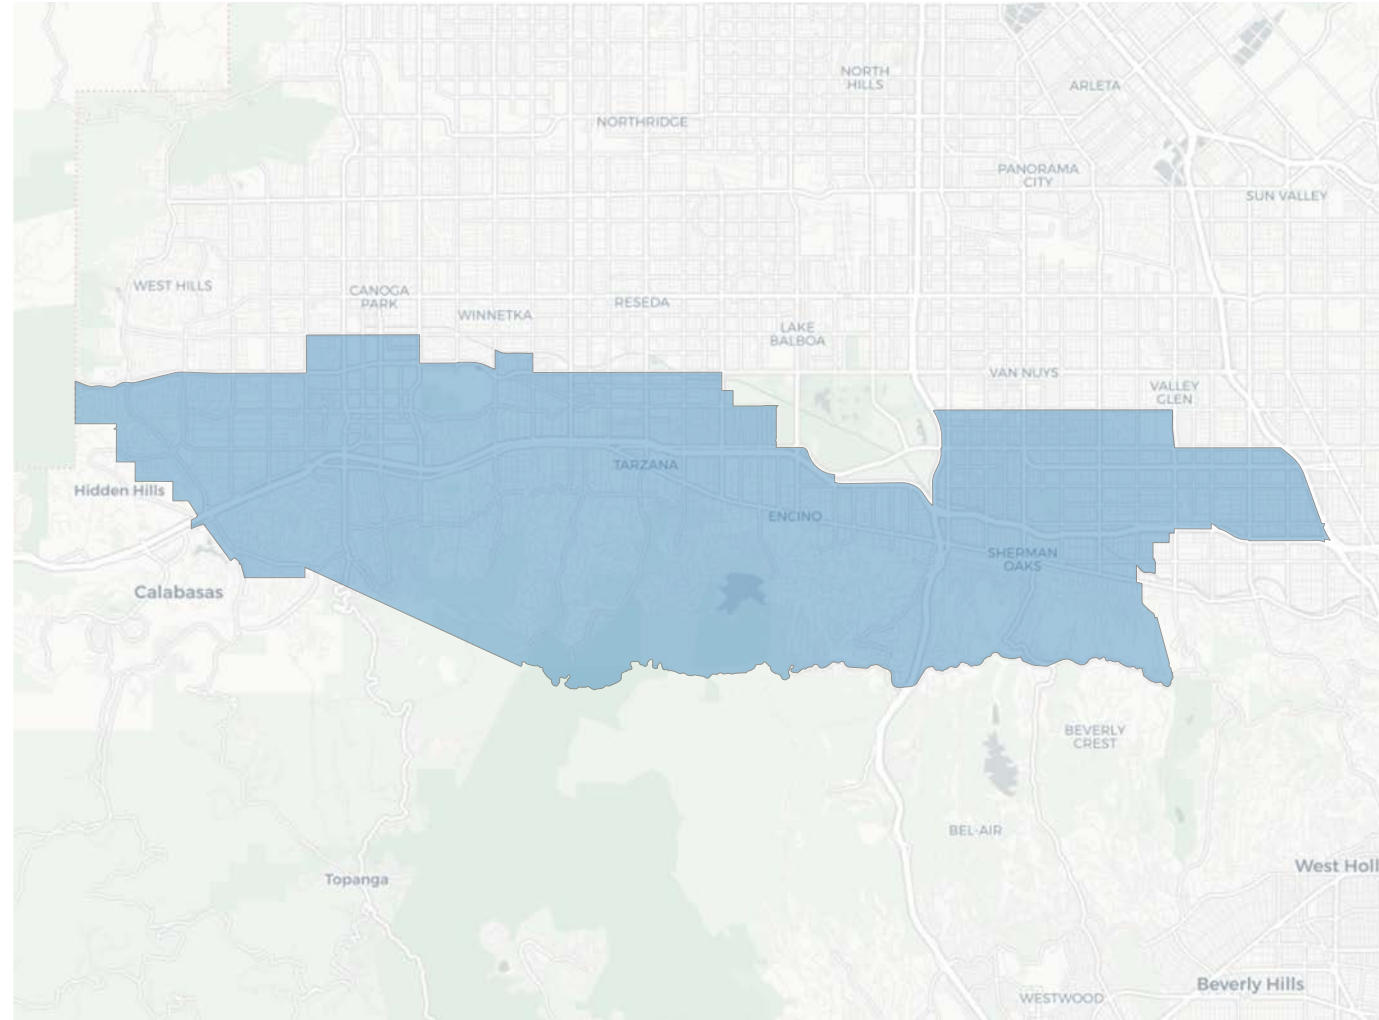 NORTH
HILLS
ARLETA
NORTHRIDGE
PANORAMA
CITY
SUN VALLEY
WEST HILLS
CANOGA
PARK
RESEDA
WINNETKA
LAKE
BALBOA
VAN NUYS
VALLEY
GLEN
TARZANA
Hidden Hills
ENCINO
SHERMAN
OAKS
Calabasas
BEVERLY
CREST
BEL-AIR
West Holl
Topanga
Beverly Hills
WESTWOOD